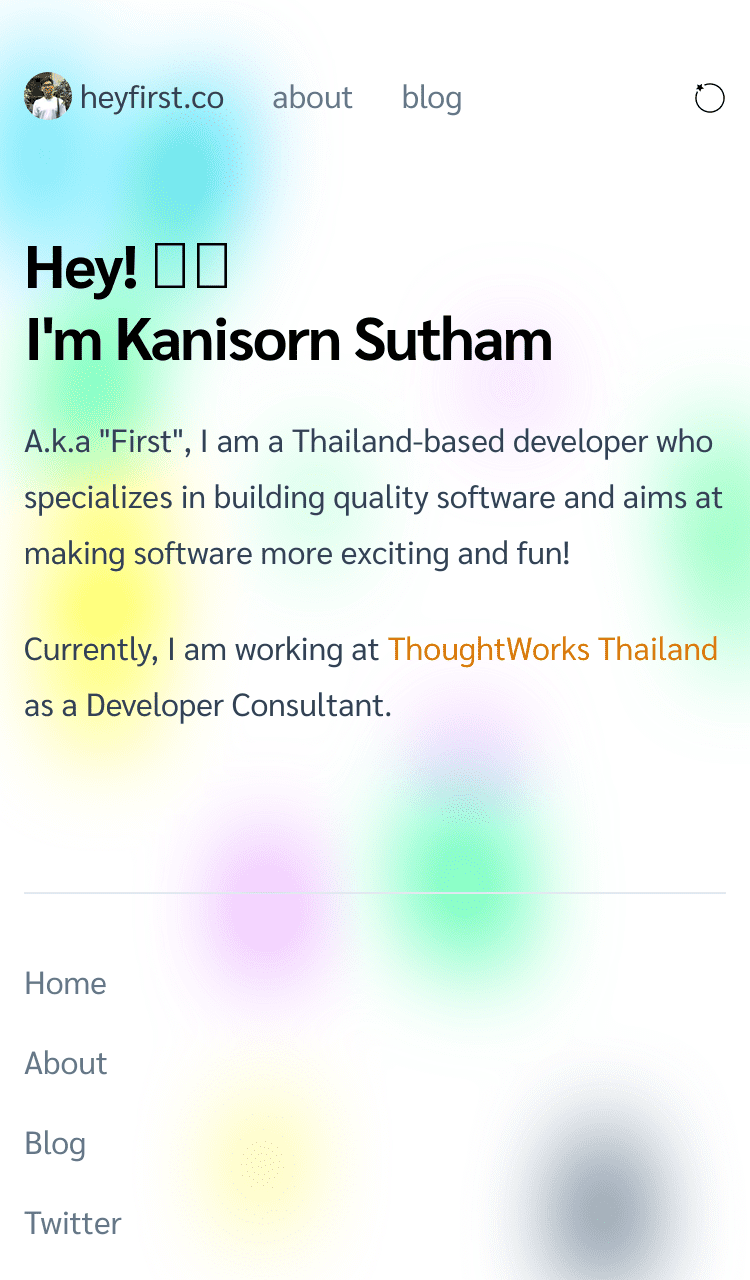 heyfirst.co about blog
Hey! 
I'm Kanisorn Sutham
A.k.a "First", I am a Thailand-based developer who
specializes in building quality software and aims at
making software more exciting and fun!
Currently, I am working at ThoughtWorks Thailand
as a Developer Consultant.
Home
About
Blog
Twitter